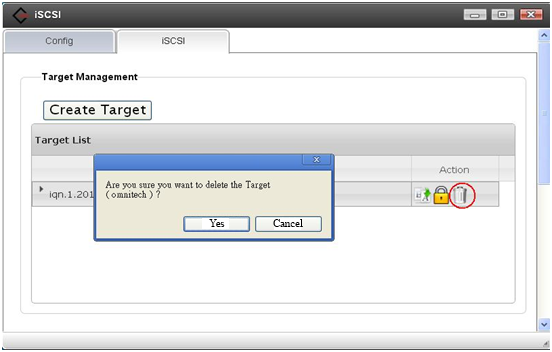 iSCSI
Config
iSCSI
Target Management
Create Target
Target List
Action
iqn.1.201
Are you sure you want to delete the Target
( omnitech ) ?
Yes
Cancel